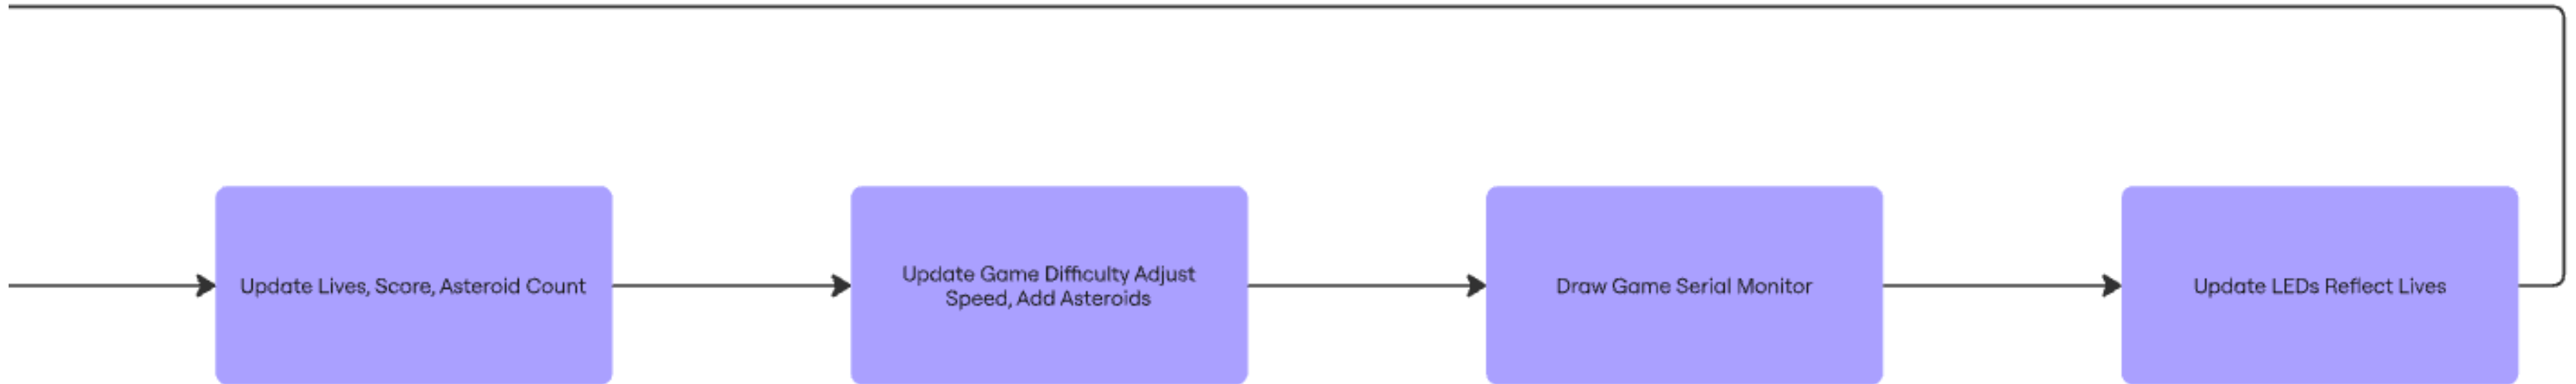 Update Lives, Score, Asteroid Count
Update Game Difficulty Adjust
Speed, Add Asteroids
Draw Game Serial Monitor
Update LEDs Reflect Lives